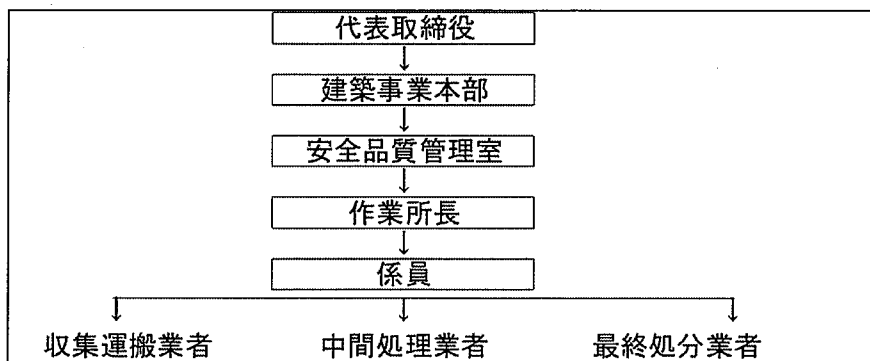 代表取締役
建築事業本部
安全品質管理室
作業所長
係員
収集運搬業者 中間処理業者 最終処分業者